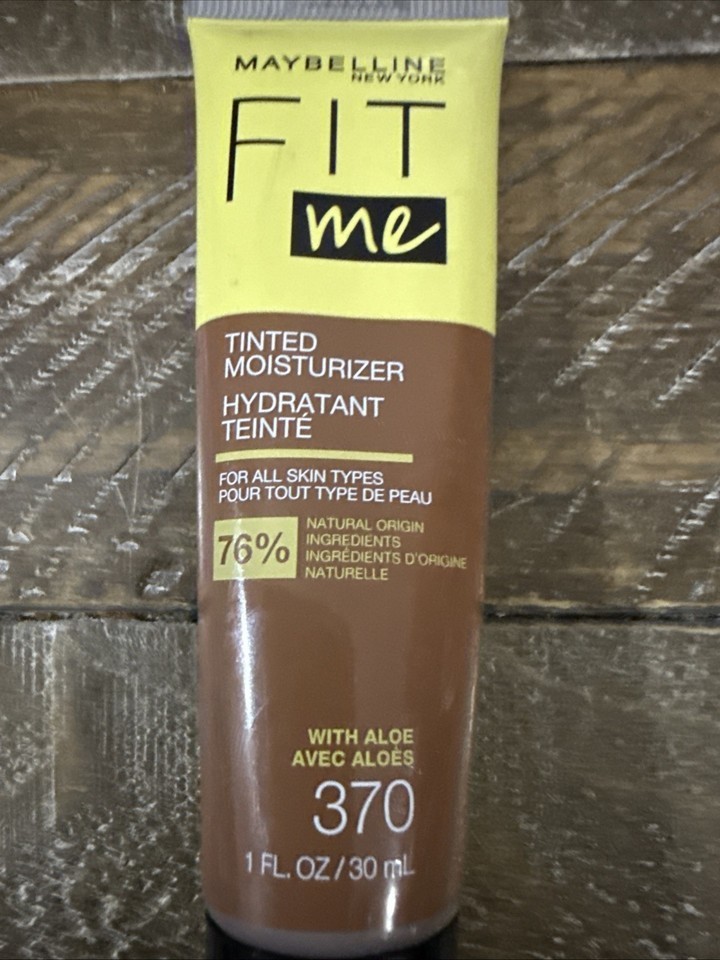 MAYBELLINE
NEW YORK
FIT
me
TINTED
MOISTURIZER
HYDRATANT
TEINTÉ
FOR ALL SKIN TYPES
POUR TOUT TYPE DE PEAU
76%
NATURAL ORIGIN
INGREDIENTS
INGRÉDIENTS D'ORIGINE
NATURELLE
WITH ALOE
AVEC ALOÈS
370
1 FL. OZ / 30 mL